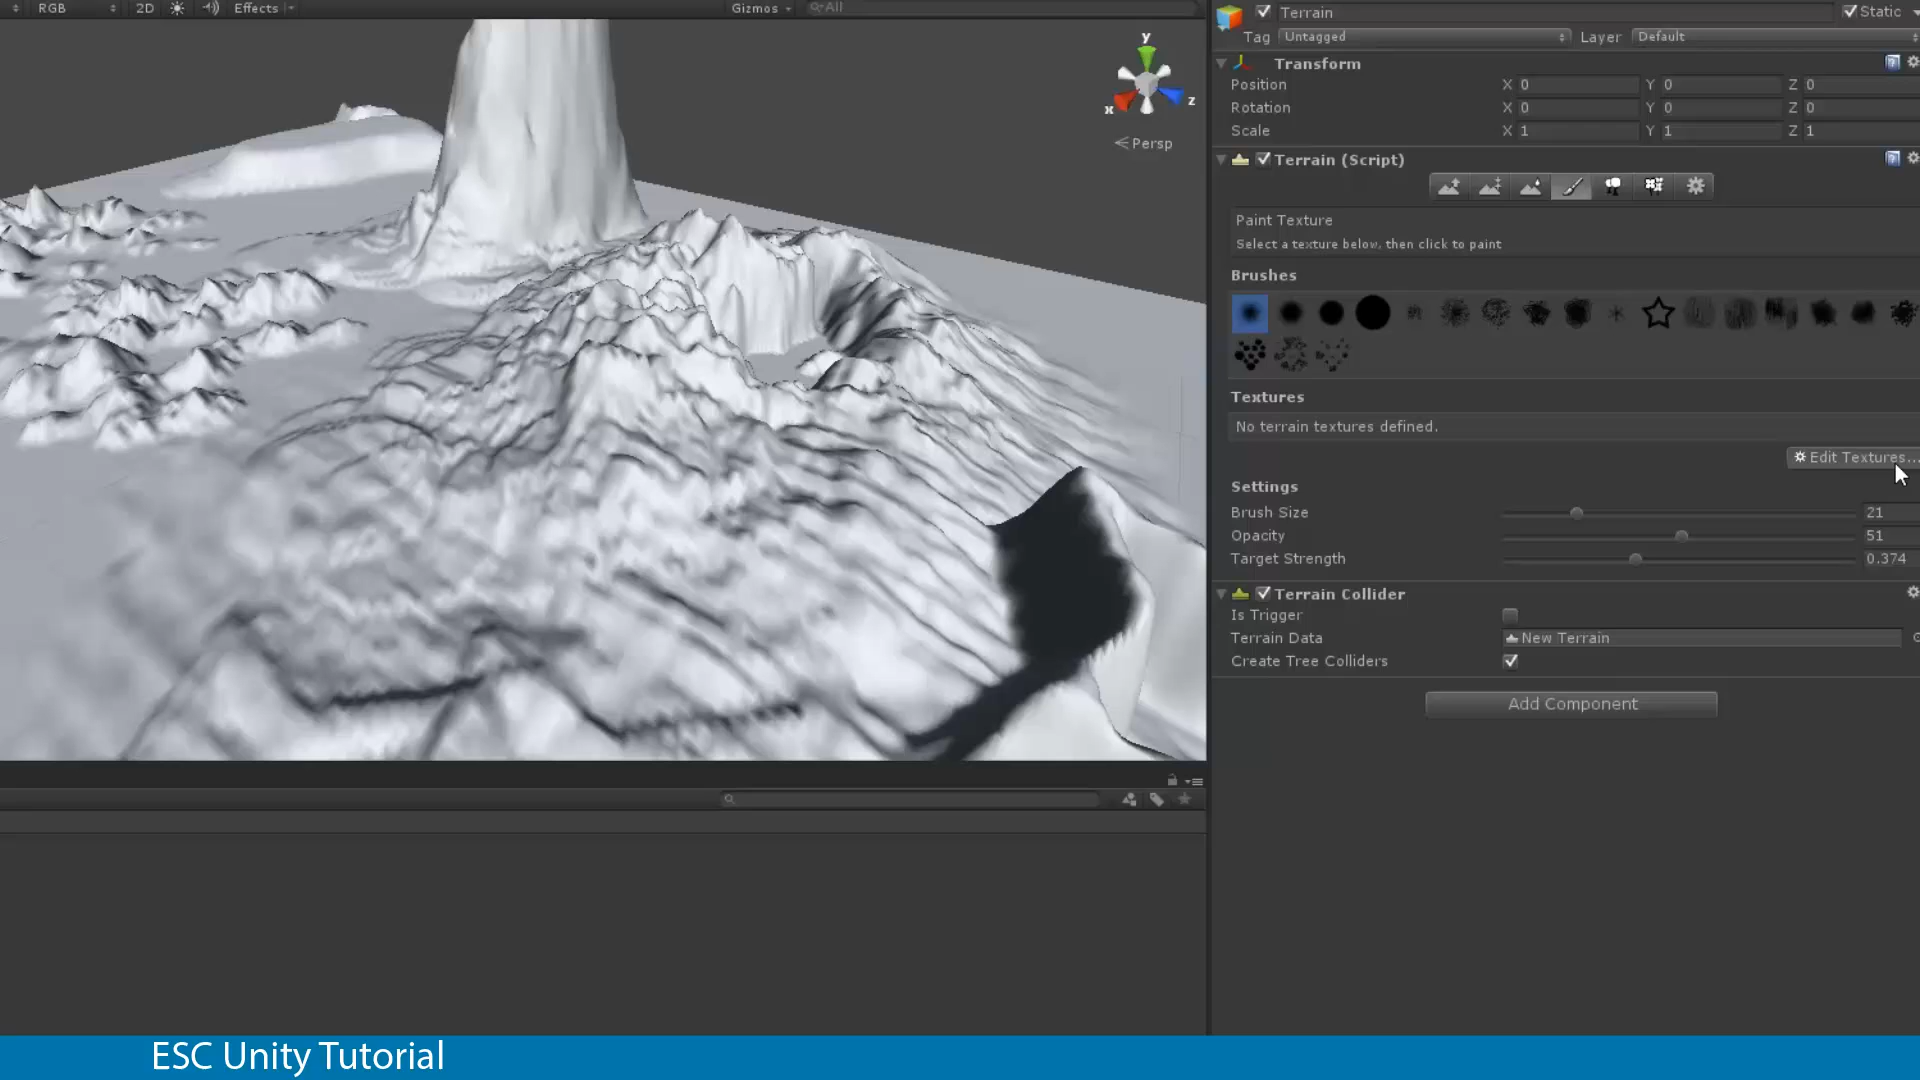 RGB 2D Effects Gizmos All
Terrain Static
Tag Untagged Layer Default
Transform
Position X 0 Y 0 Z 0
Rotation X 0 Y 0 Z 0
Scale X 1 Y 1 Z 1
y
x z
Persp
Terrain (Script)
Paint Texture
Select a texture below, then click to paint
Brushes
Textures
No terrain textures defined.
Edit Textures...
Settings
Brush Size 21
Opacity 51
Target Strength 0.374
Terrain Collider
Is Trigger
Terrain Data New Terrain
Create Tree Colliders
Add Component
ESC Unity Tutorial